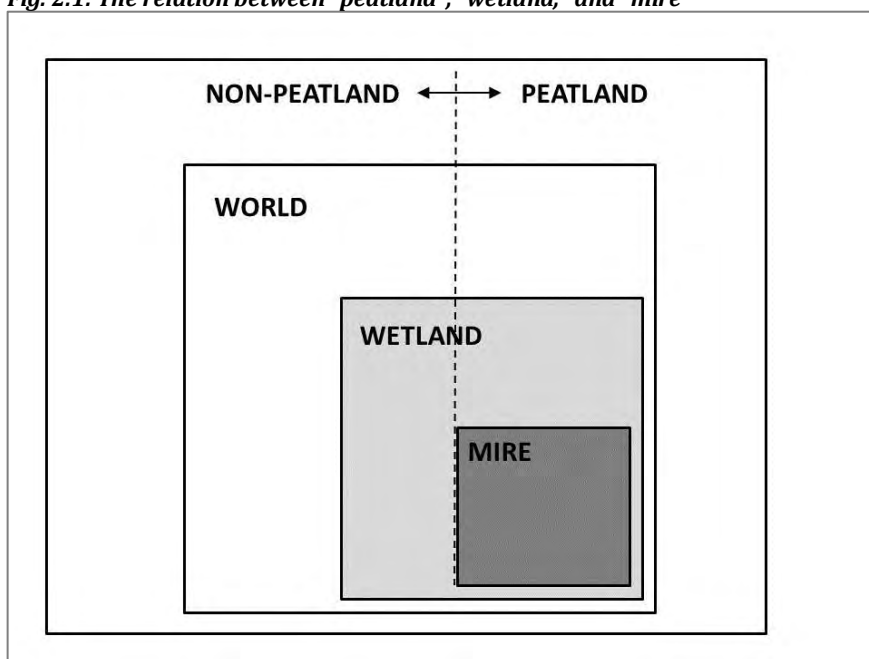 Fig. 2.1: The relation between "peatland", "wetland," and "mire"
NON-PEATLAND PEATLAND
WORLD
WETLAND
MIRE